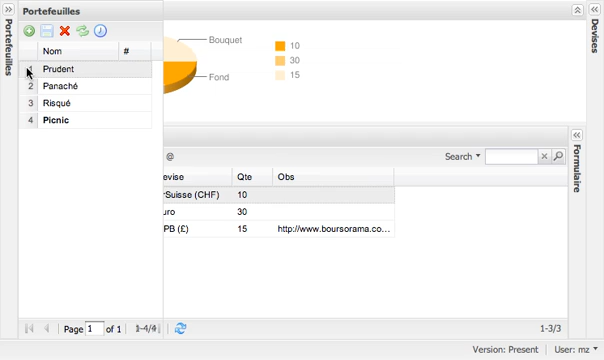 Portefeuilles
Portefeuilles
Nom #
1 Prudent
2 Panaché
3 Risqué
4 Picnic
Page 1 of 1 1-4/4
Bouquet
Fond
10
30
15
Devises
@ Search
evise Qte Obs
rSuisse (CHF) 10
uro 30
PB (£) 15 http://www.boursorama.co...
1-3/3
Formulaire
Version: Present User: mz